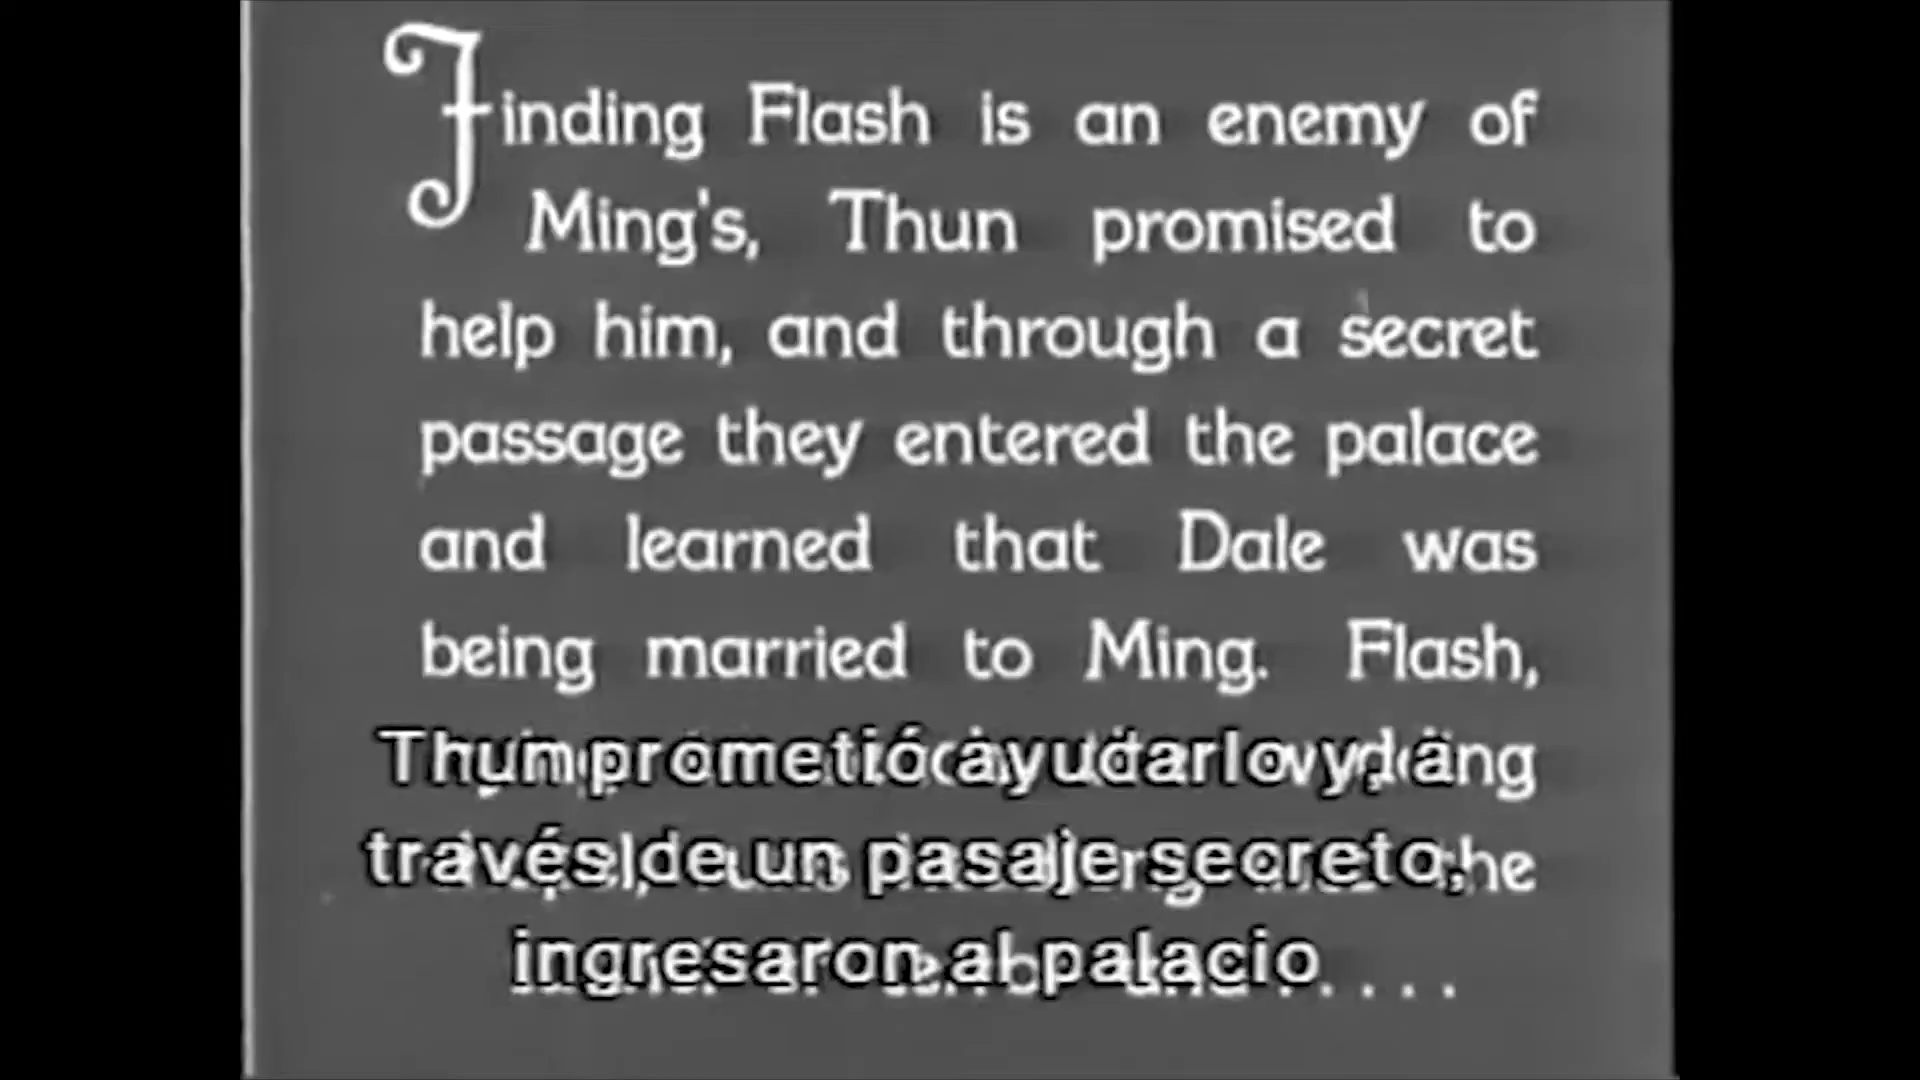 Finding Flash is an enemy of
Ming's, Thun promised to
help him, and through a secret
passage they entered the palace
and learned that Dale was
being married to Ming. Flash,
Thun prometió ayudarlo y, a
través de un pasaje secreto,
the
ingresaron al palacio
....